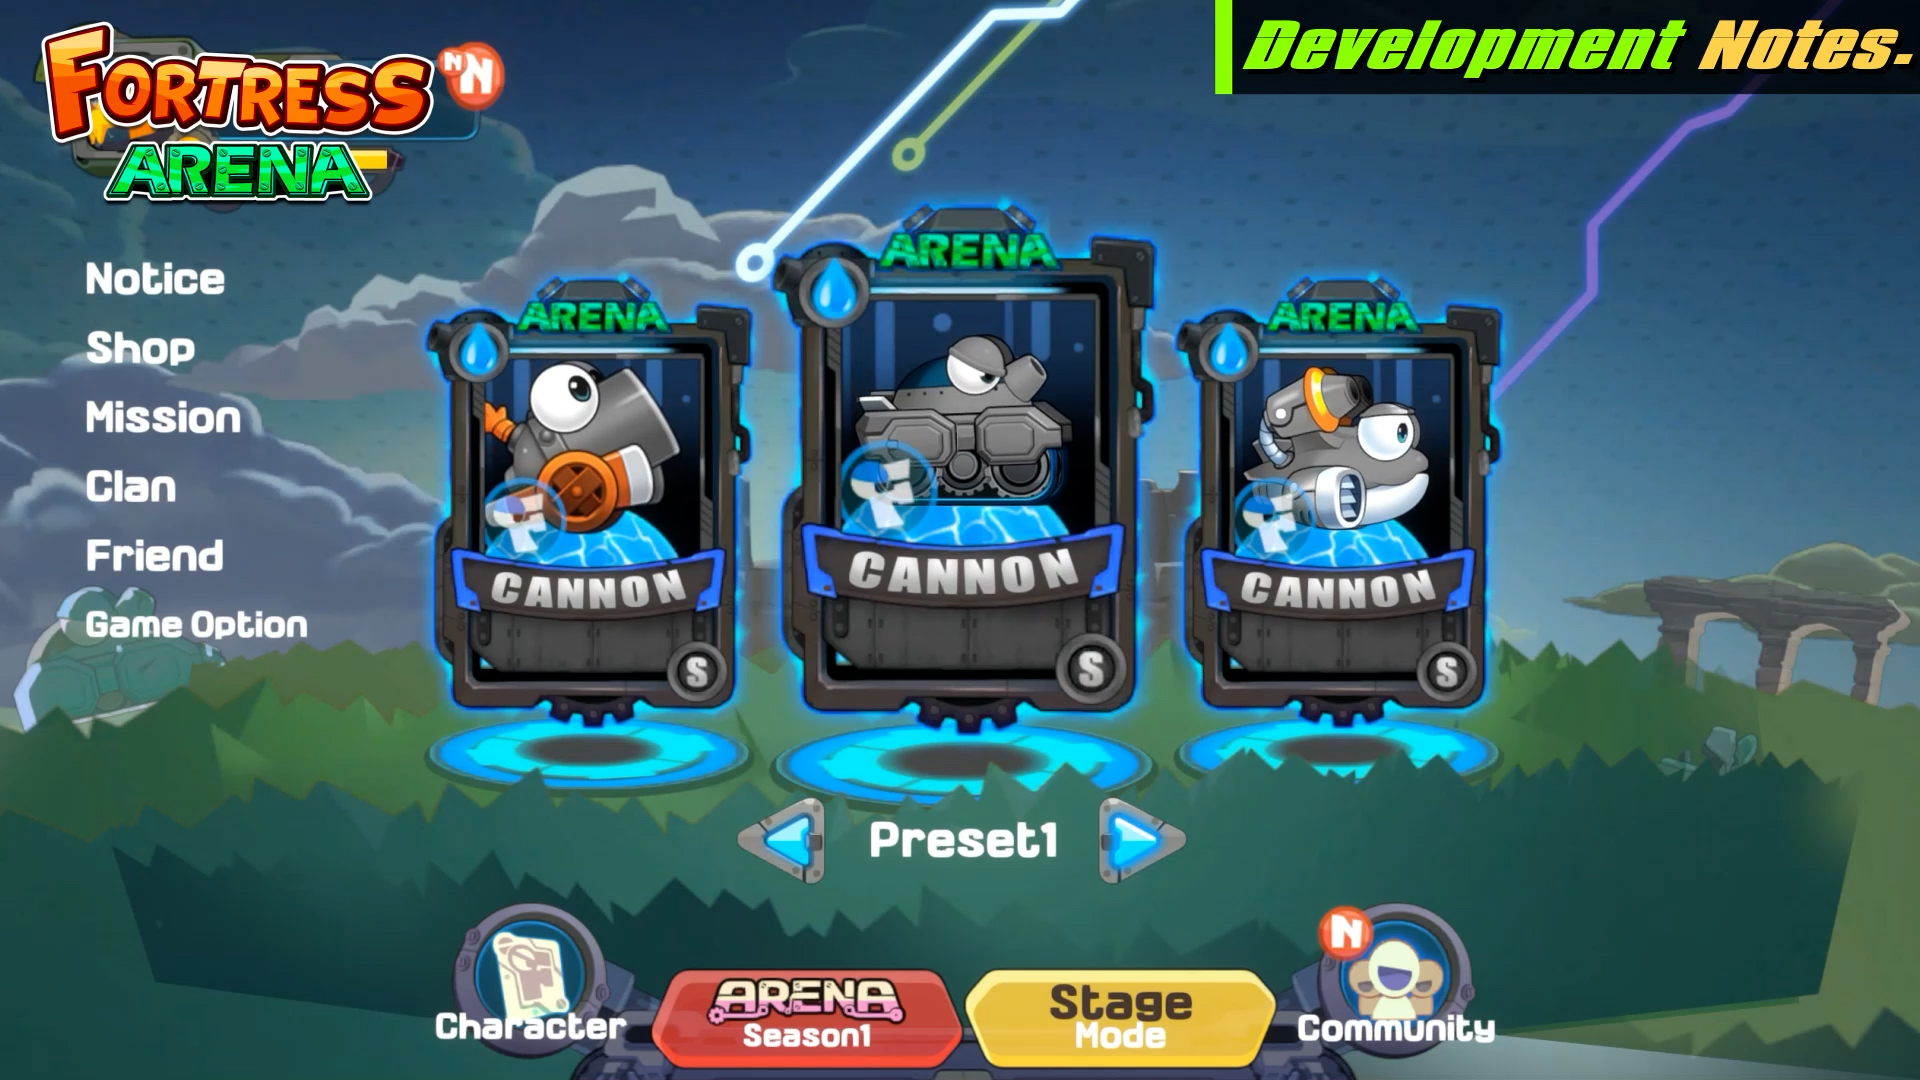 FORTRESS
ARENA
N N
Development Notes.
Notice
Shop
Mission
Clan
Friend
Game Option
ARENA
CANNON
S
ARENA
CANNON
S
ARENA
CANNON
S
Preset1
Character
ARENA
Season1
Stage
Mode
N
Community